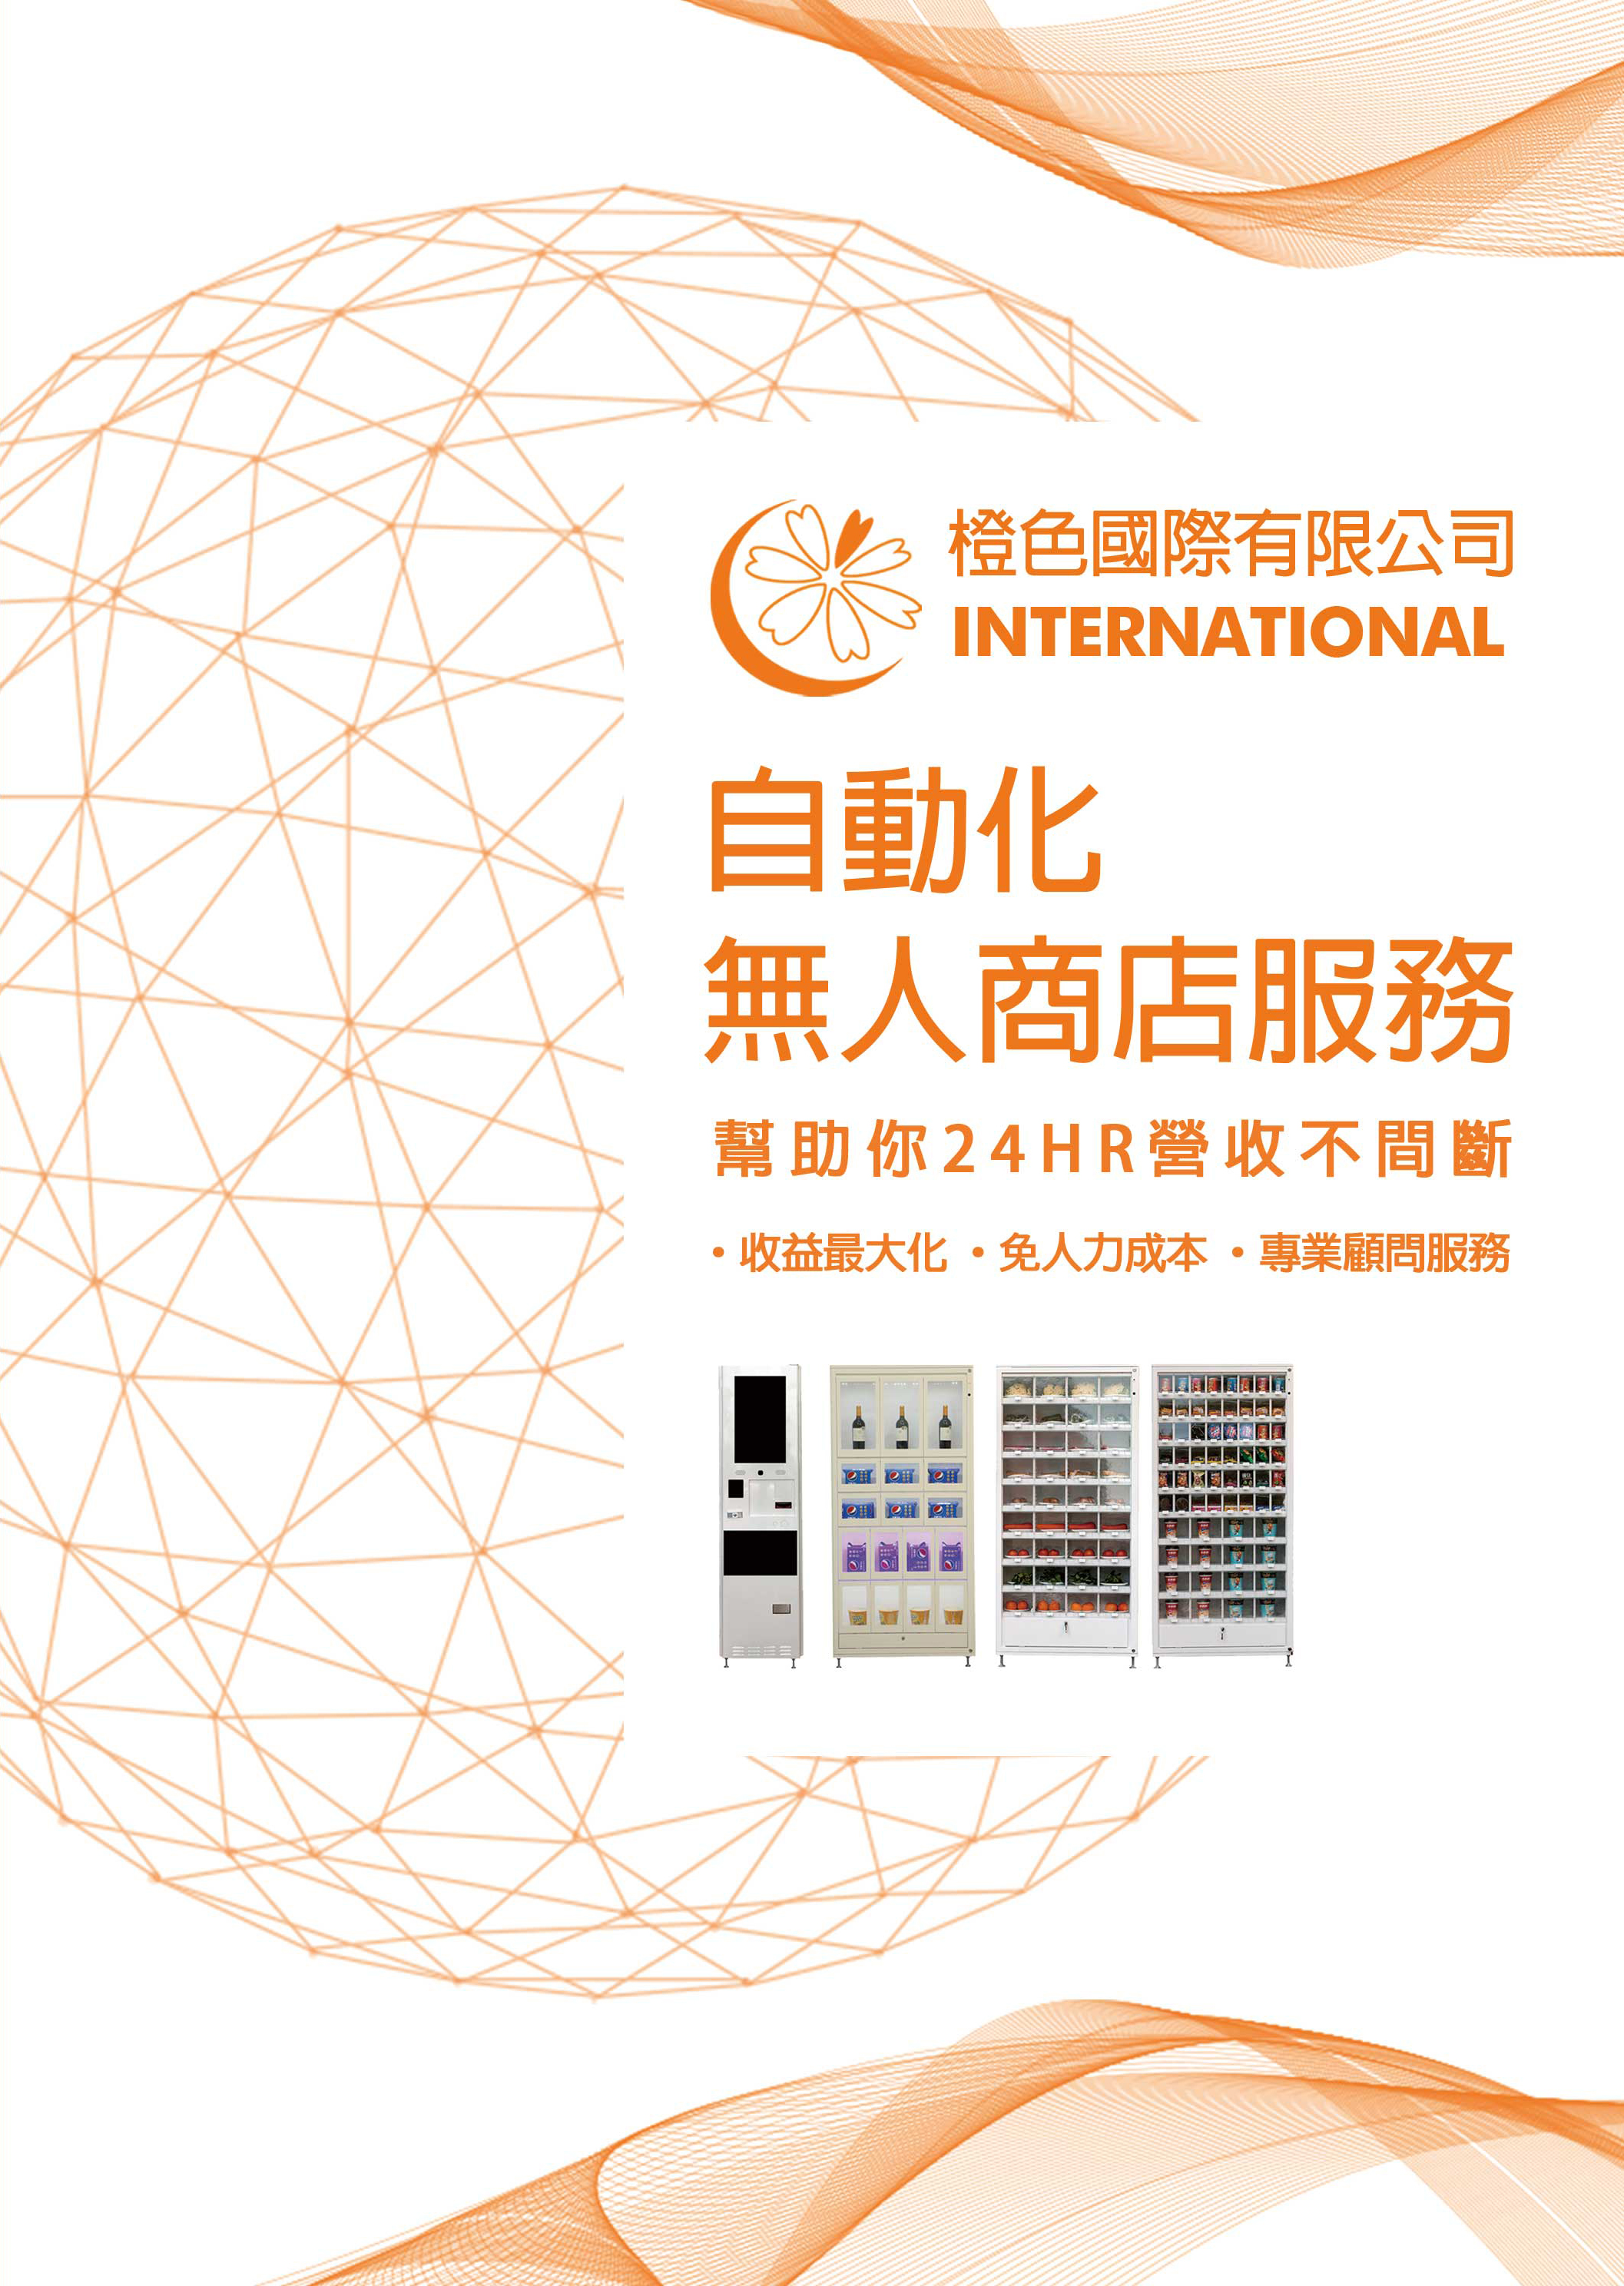 橙色國際有限公司
INTERNATIONAL
自動化
無人商店服務
幫助你24HR營收不間斷
・收益最大化 ・免人力成本 ・專業顧問服務